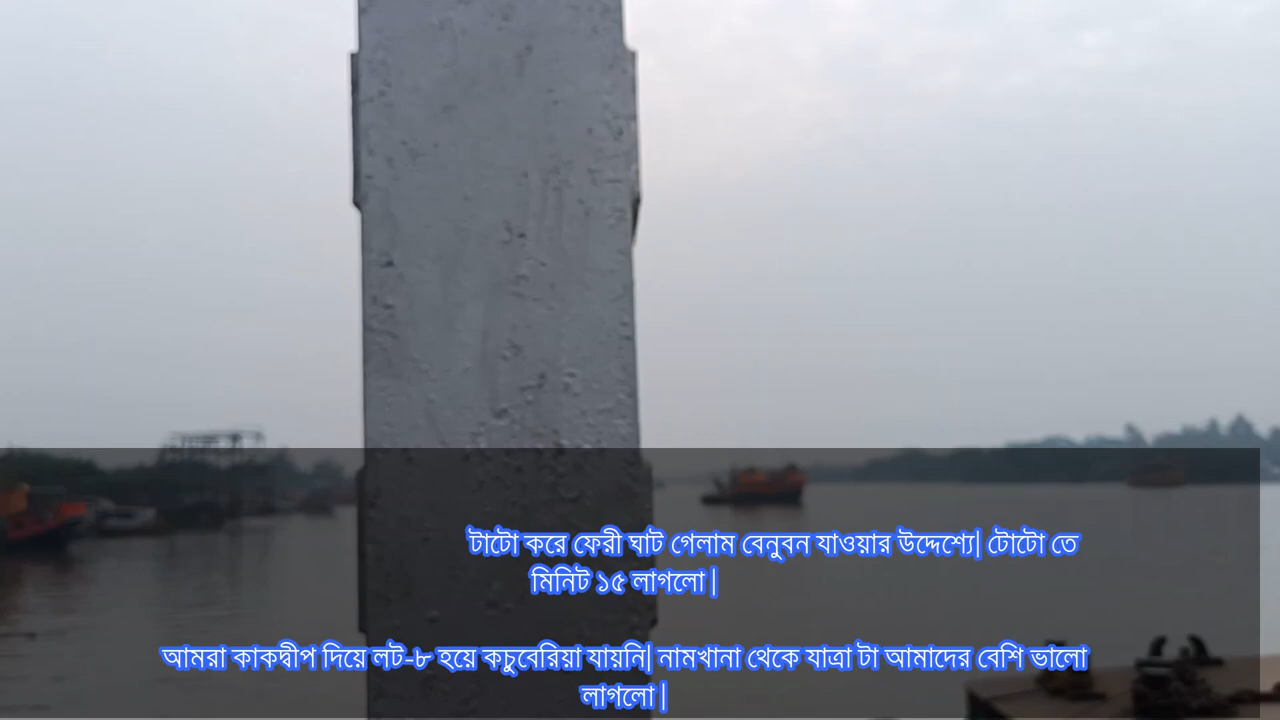 টাটো করে ফেরী ঘাট গেলাম বেনুবন যাওয়ার উদ্দেশ্যে| টোটো তে
মিনিট ১৫ লাগলো |
আমরা কাকদ্বীপ দিয়ে লট-৮ হয়ে কচুবেরিয়া যায়নি| নামখানা থেকে যাত্রা টা আমাদের বেশি ভালো
লাগলো |